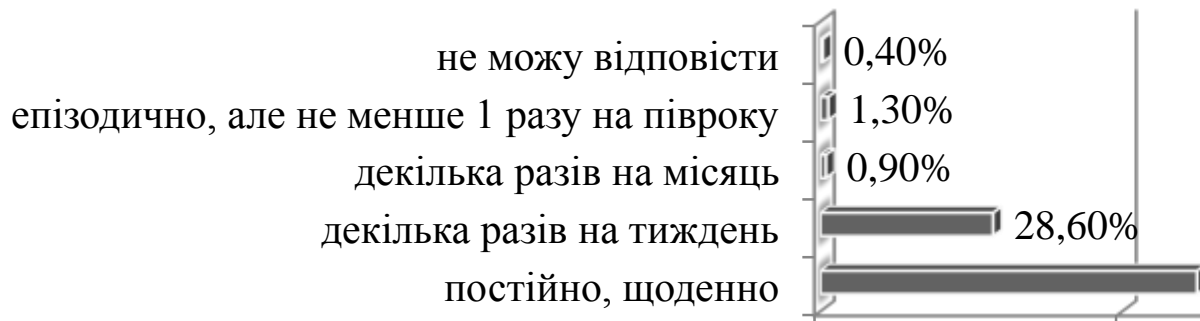 не можу відповісти 0,40%
епізодично, але не менше 1 разу на півроку 1,30%
декілька разів на місяць 0,90%
декілька разів на тиждень 28,60%
постійно, щоденно